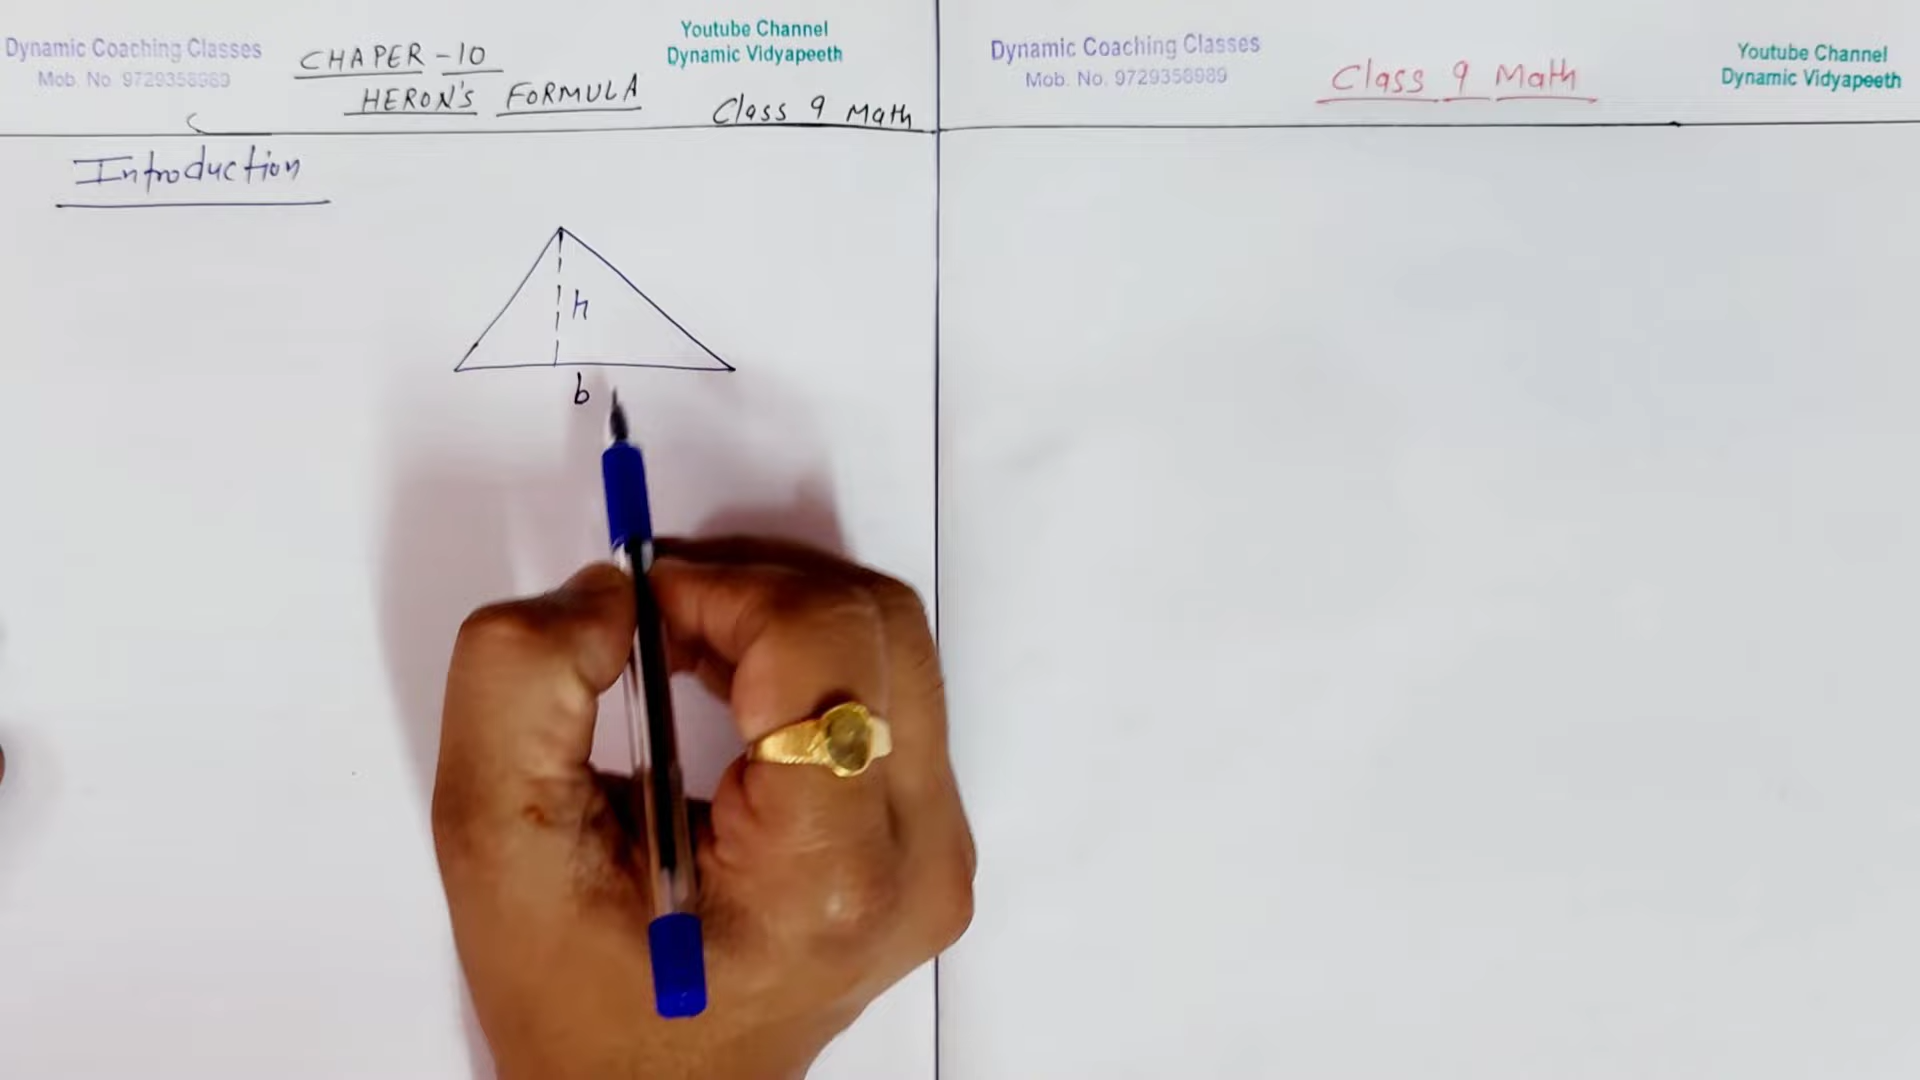 Dynamic Coaching Classes
Mob. No 9729358989
CHAPER -10
HERON'S FORMULA
Youtube Channel
Dynamic Vidyapeeth
Class 9 Math
Introduction
h
b
Dynamic Coaching Classes
Mob. No. 9729358989
Class 9 Math
Youtube Channel
Dynamic Vidyapeeth